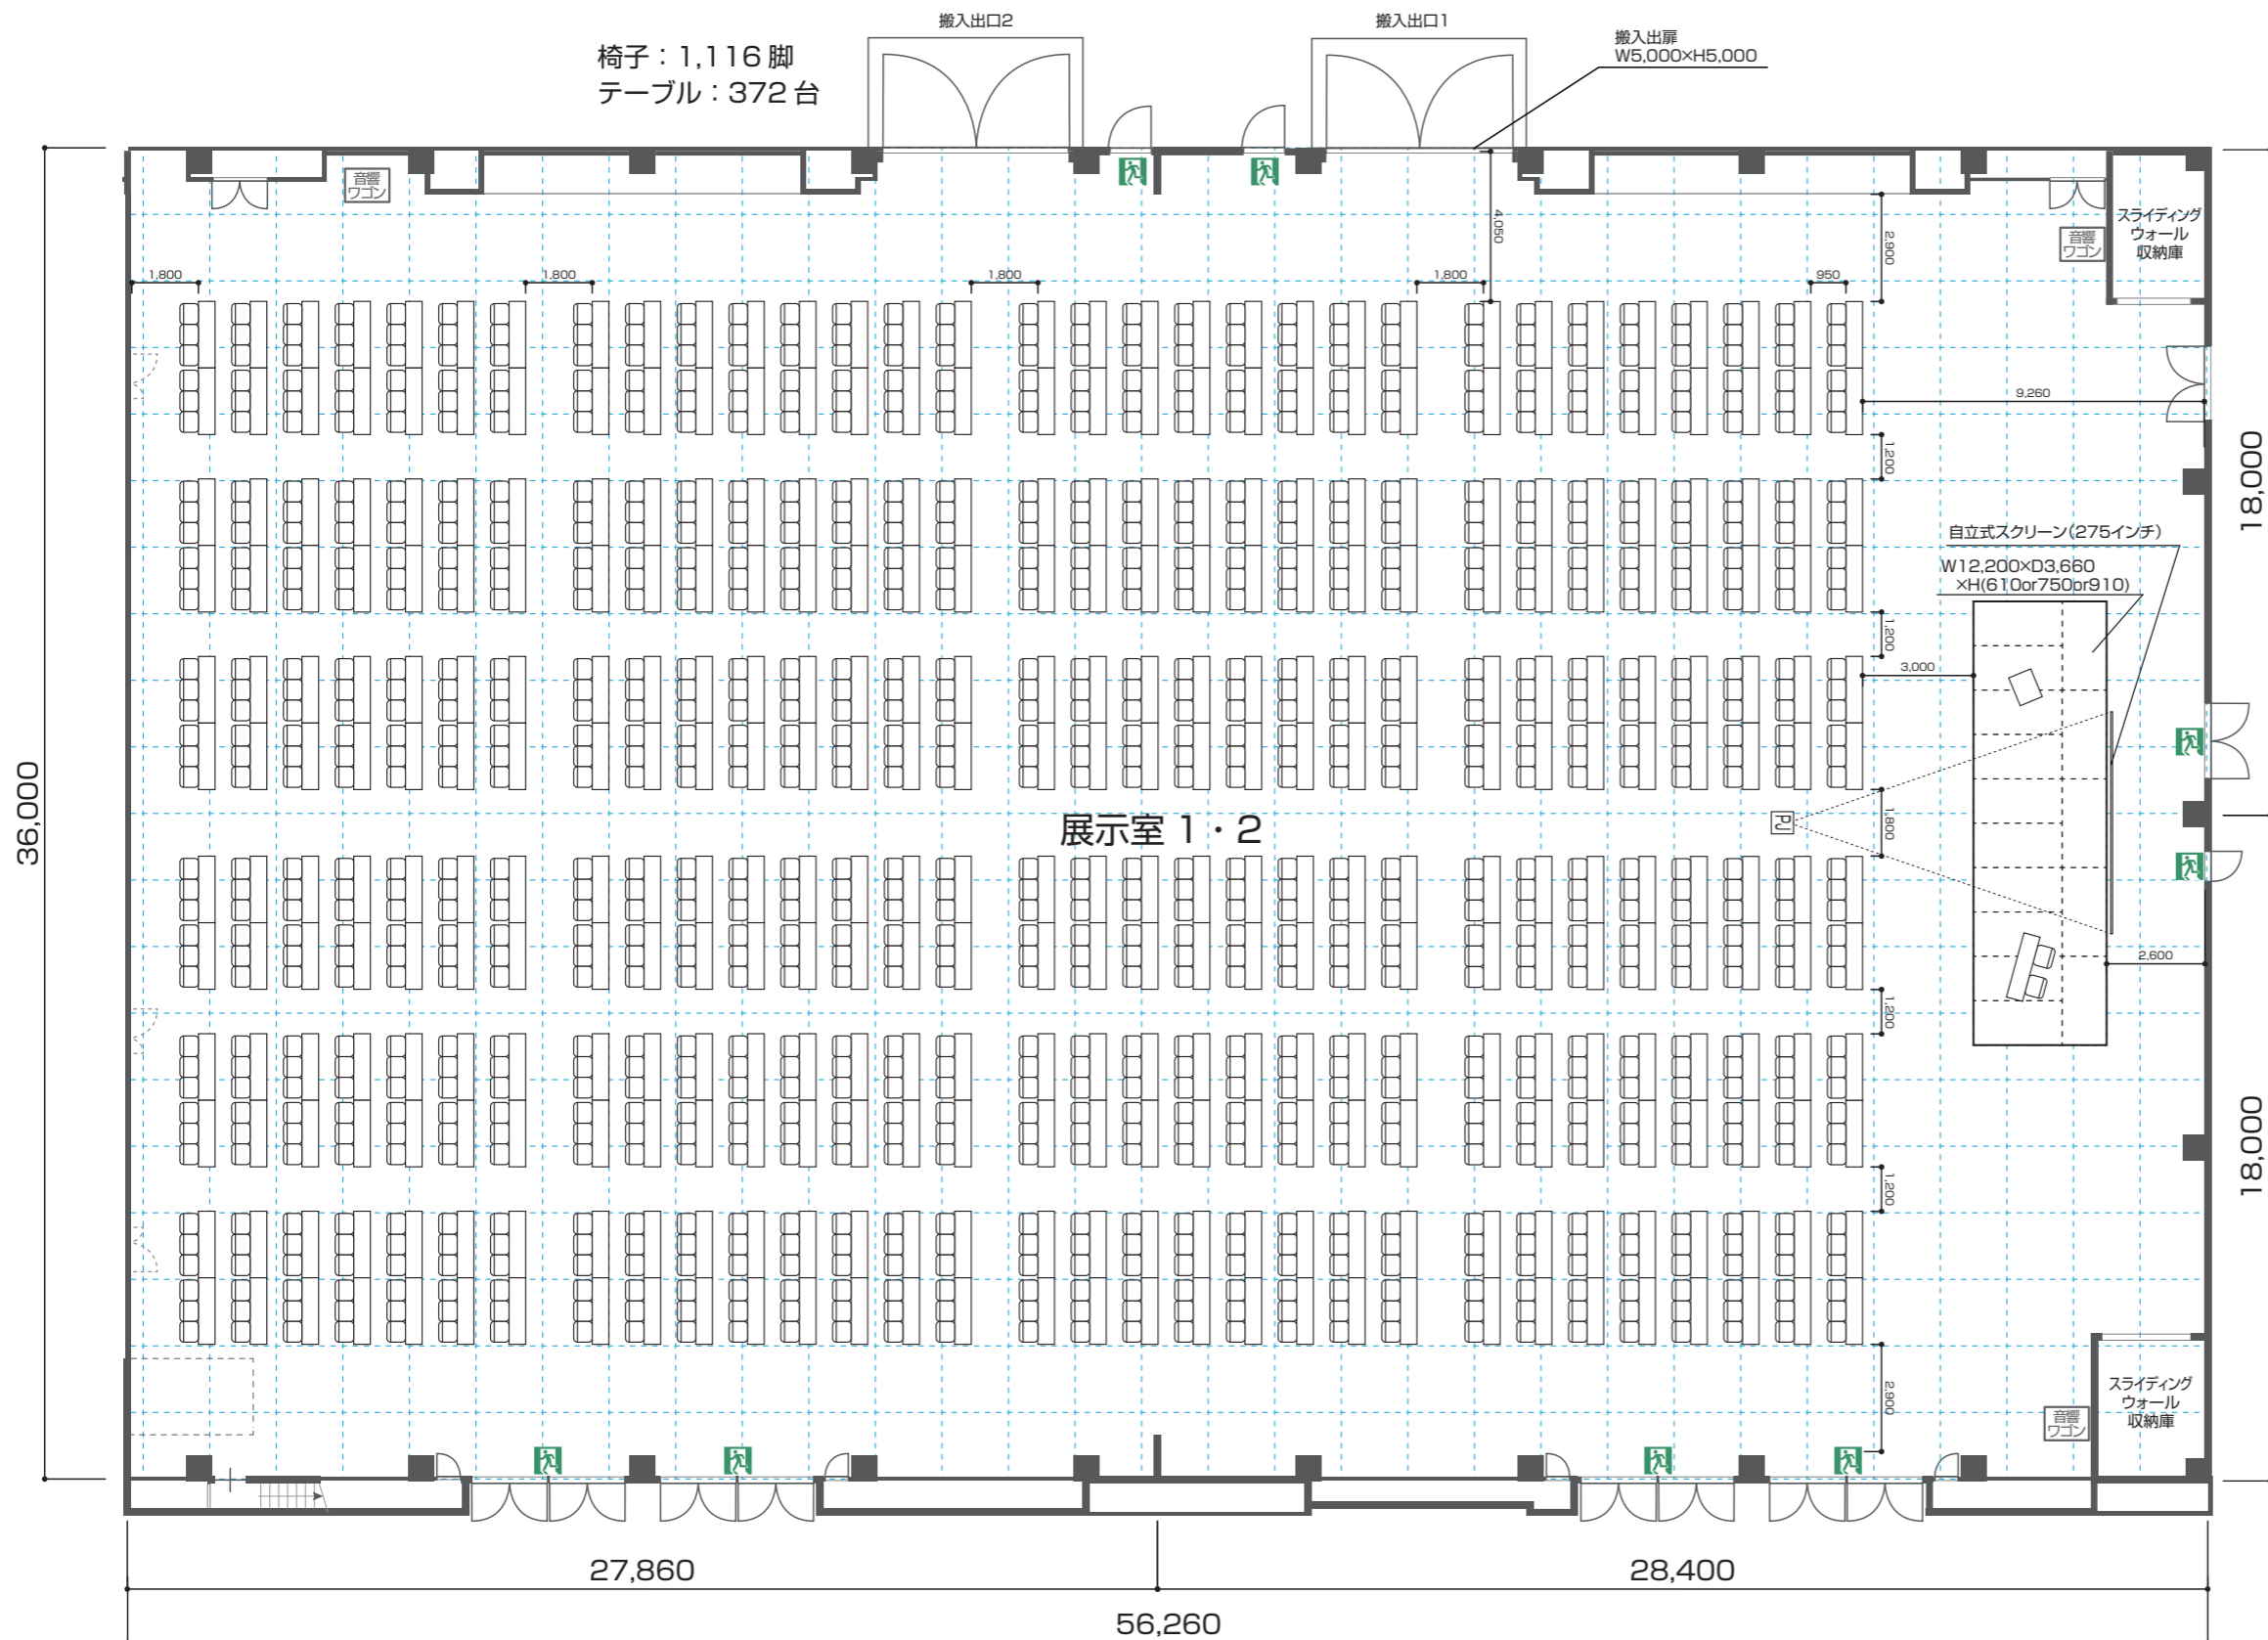 搬入出口2
搬入出口1
椅子：1,116 脚
テーブル：372 台
搬入出扉
W5,000×H5,000
音響
ワゴン
スライディング
ウォール
収納庫
音響
ワゴン
4,050
2,900
1,800
1,800
1,800
1,800
950
9,260
1,200
18,000
自立式スクリーン（275インチ）
W12,200×D3,660
×H(610or750or910)
1,200
3,000
36,000
展示室 1・2
PJ
1,800
2,600
1,200
18,000
1,200
2,900
スライディング
ウォール
収納庫
音響
ワゴン
27,860
28,400
56,260